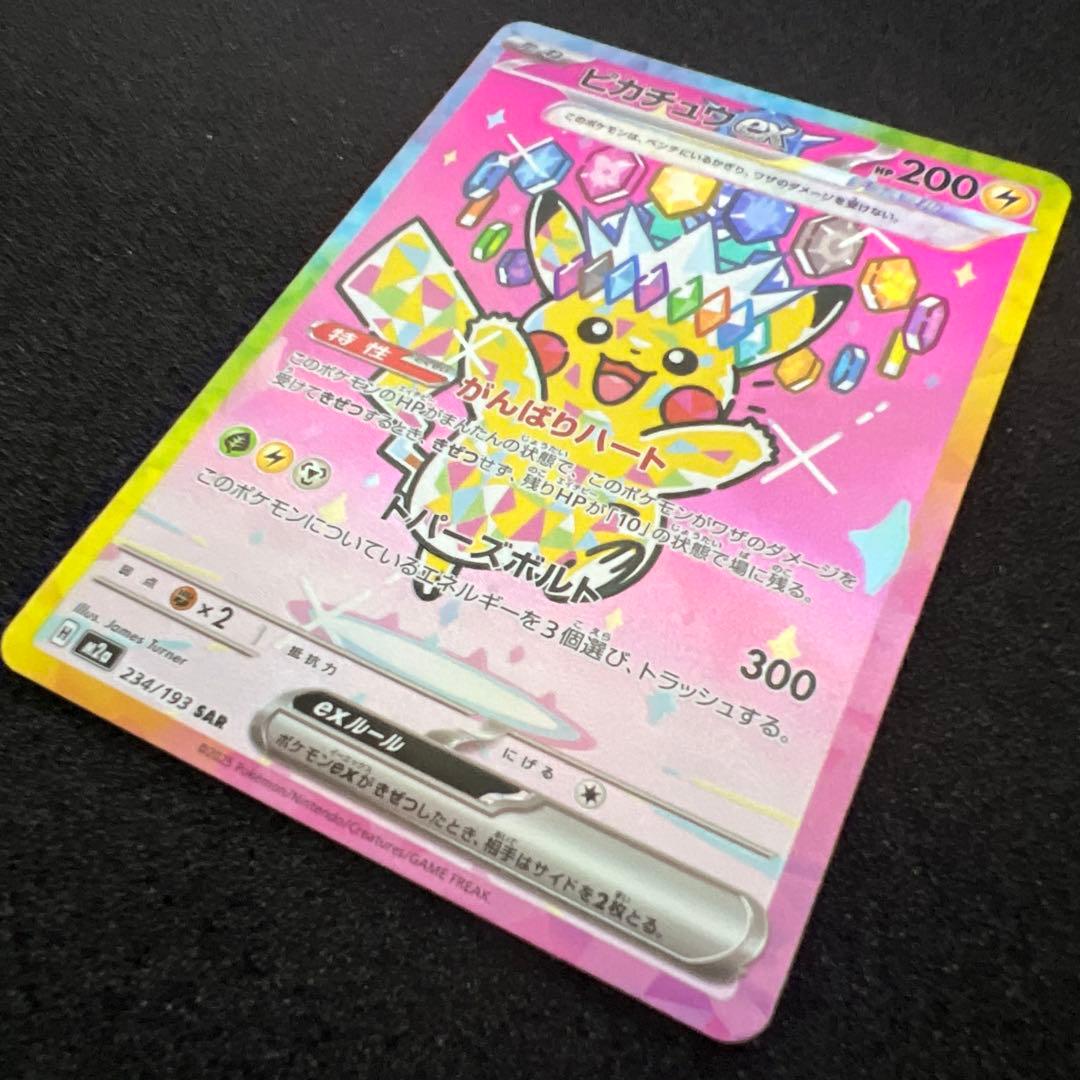 たね
ピカチュウex
HP 200
このポケモンは、ベンチにいるかぎり、ワザのダメージを受けない。
特性
がんばりハート
このポケモンのHPがまんたんの状態で、このポケモンがワザのダメージを
受けてきぜつするとき、きぜつせず、残りHPが「10」の状態で場に残る。
トパーズボルト
300
このポケモンについているエネルギーを3個選び、トラッシュする。
弱点
×2
抵抗力
にげる
Illus. James Turner
H
M2a
234/193 SAR
exルール
ポケモンexがきぜつしたとき、相手はサイドを2枚とる。
©2025 Pokémon/Nintendo/Creatures/GAME FREAK